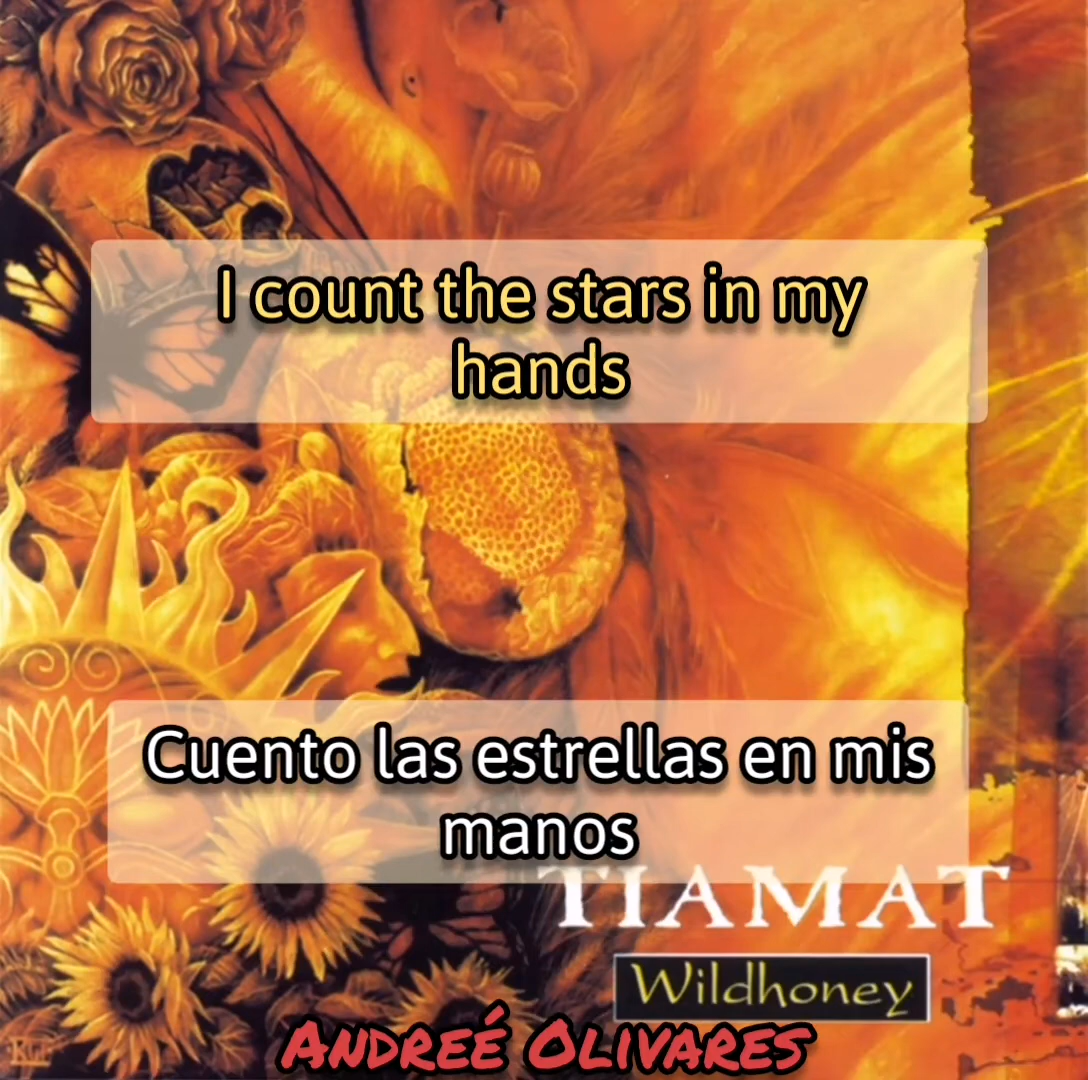 I count the stars in my
hands
Cuento las estrellas en mis
manos
TIAMAT
Wildhoney
ANDREÉ OLIVARES